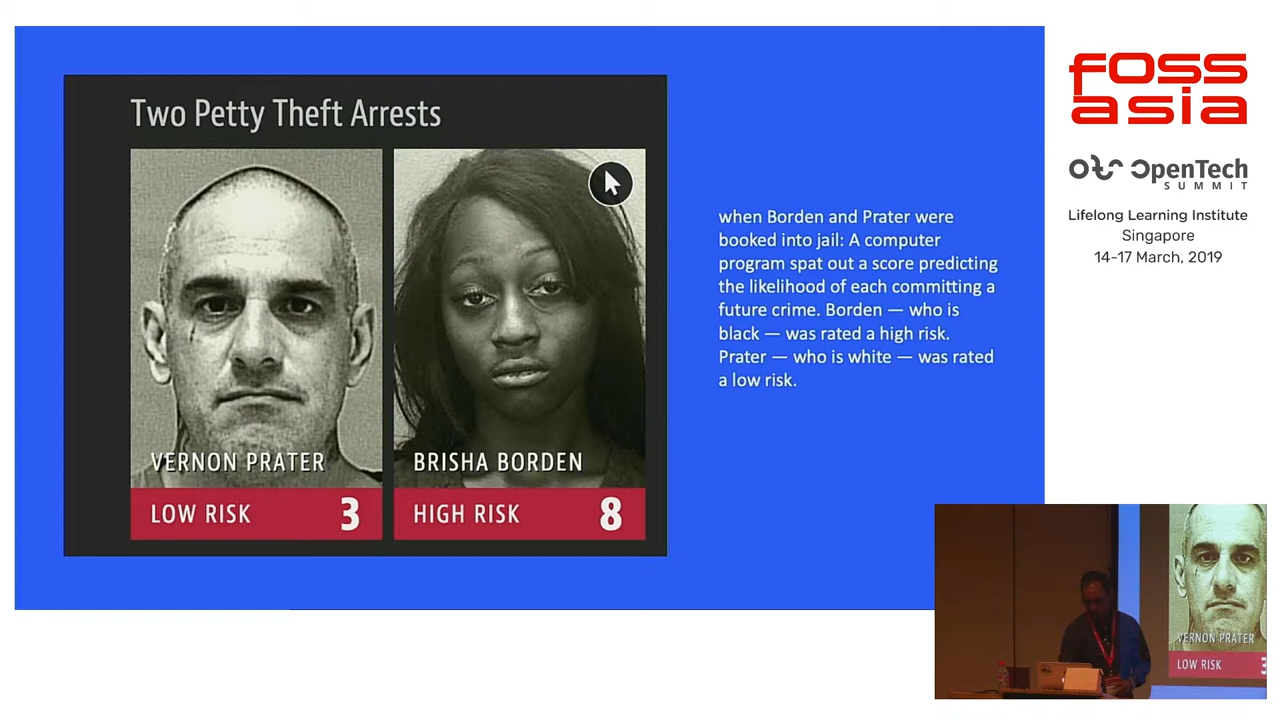 Two Petty Theft Arrests
VERNON PRATER
LOW RISK 3
BRISHA BORDEN
HIGH RISK 8
when Borden and Prater were
booked into jail: A computer
program spat out a score predicting
the likelihood of each committing a
future crime. Borden — who is
black — was rated a high risk.
Prater — who is white — was rated
a low risk.
fOSS
asia
OpenTech
SUMMIT
Lifelong Learning Institute
Singapore
14-17 March, 2019
VERNON PRATER
LOW RISK 3